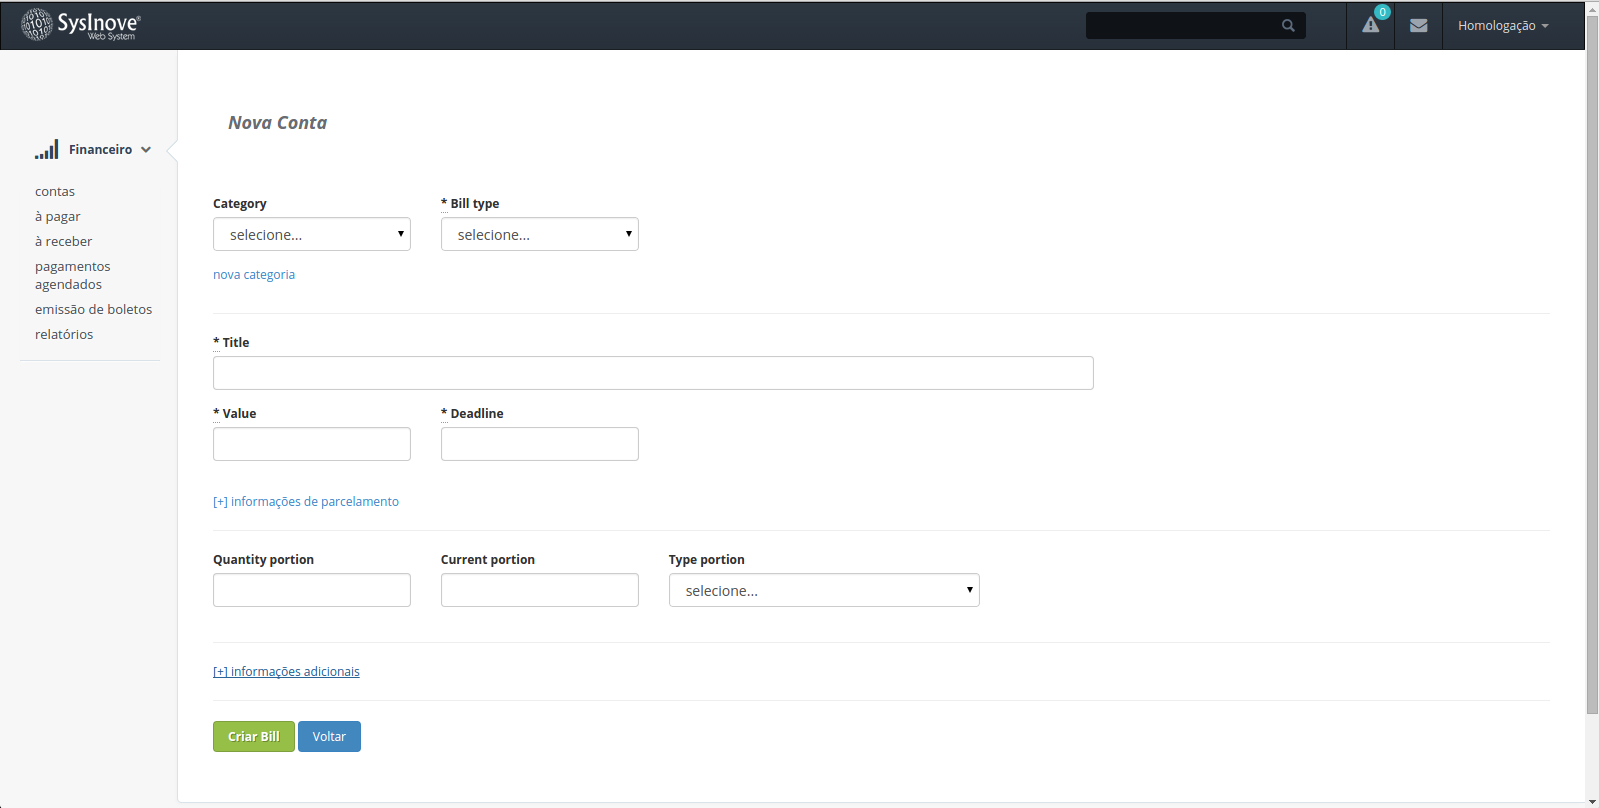 SysInove®
Web System
0
Homologação
Financeiro
contas
à pagar
à receber
pagamentos
agendados
emissão de boletos
relatórios
Nova Conta
Category
* Bill type
selecione...
selecione...
nova categoria
* Title
* Value
* Deadline
[+] informações de parcelamento
Quantity portion
Current portion
Type portion
selecione...
[+] informações adicionais
Criar Bill
Voltar